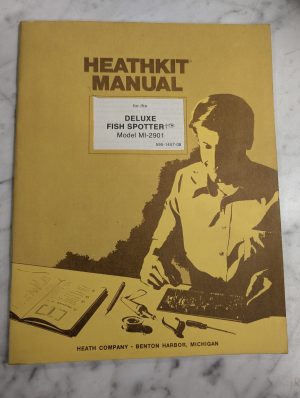 HEATHKIT®
MANUAL
for the
DELUXE
FISH SPOTTER
Model MI-2901
HEATH COMPANY • BENTON HARBOR, MICHIGAN